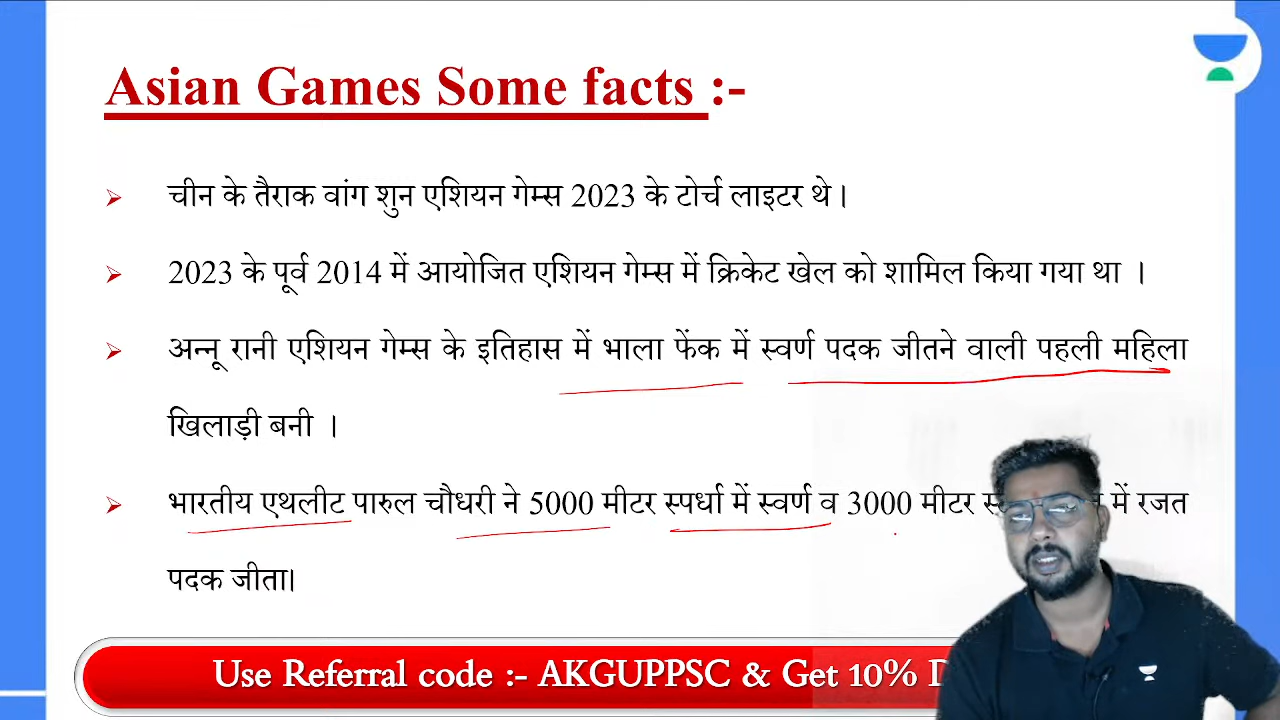 Asian Games Some facts :-
चीन के तैराक वांग शुन एशियन गेम्स 2023 के टोर्च लाइटर थे।
2023 के पूर्व 2014 में आयोजित एशियन गेम्स में क्रिकेट खेल को शामिल किया गया था ।
अन्नू रानी एशियन गेम्स के इतिहास में भाला फेंक में स्वर्ण पदक जीतने वाली पहली महिला
खिलाड़ी बनी ।
भारतीय एथलीट पारुल चौधरी ने 5000 मीटर स्पर्धा में स्वर्ण व 3000 मीटर में रजत
पदक जीता।
Use Referral code :- AKGUPPSC & Get 10%